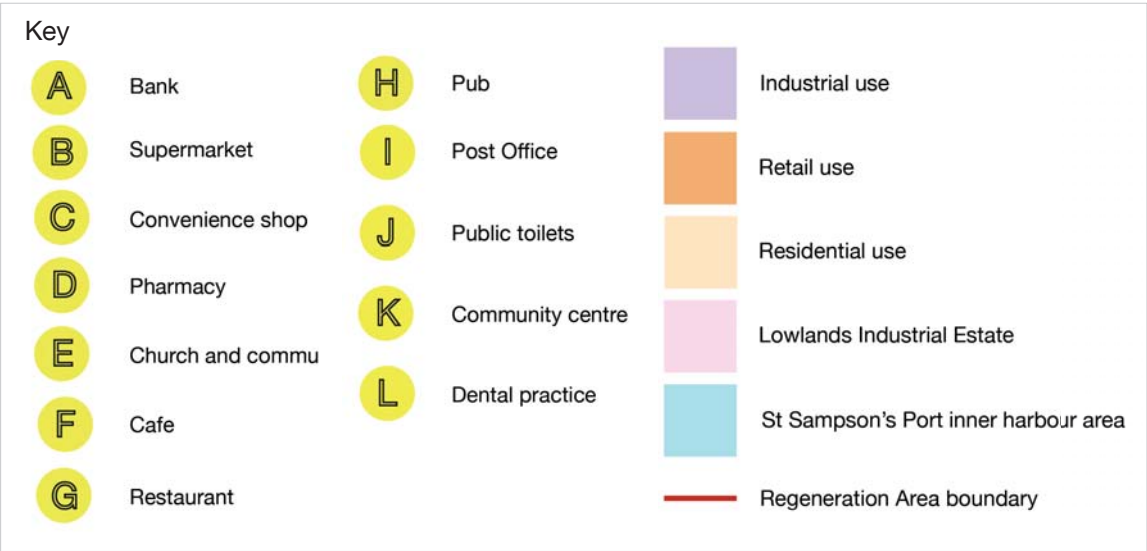 Key
A Bank
B Supermarket
C Convenience shop
D Pharmacy
E Church and commu
F Cafe
G Restaurant
H Pub
I Post Office
J Public toilets
K Community centre
L Dental practice
Industrial use
Retail use
Residential use
Lowlands Industrial Estate
St Sampson's Port inner harbour area
Regeneration Area boundary